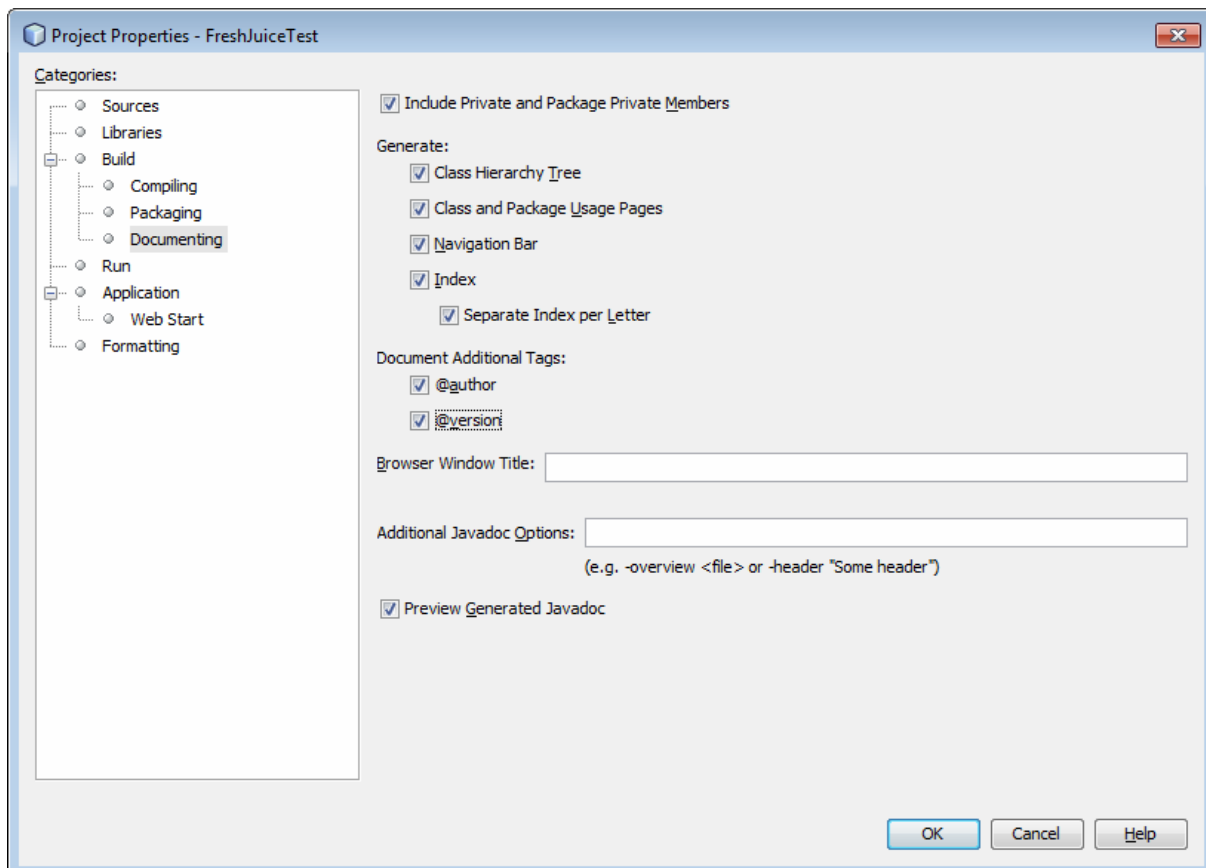 Project Properties - FreshJuiceTest
Categories:
Sources
Libraries
Build
Compiling
Packaging
Documenting
Run
Application
Web Start
Formatting
Include Private and Package Private Members
Generate:
Class Hierarchy Tree
Class and Package Usage Pages
Navigation Bar
Index
Separate Index per Letter
Document Additional Tags:
@author
@version
Browser Window Title:
Additional Javadoc Options:
(e.g. -overview <file> or -header "Some header")
Preview Generated Javadoc
OK
Cancel
Help